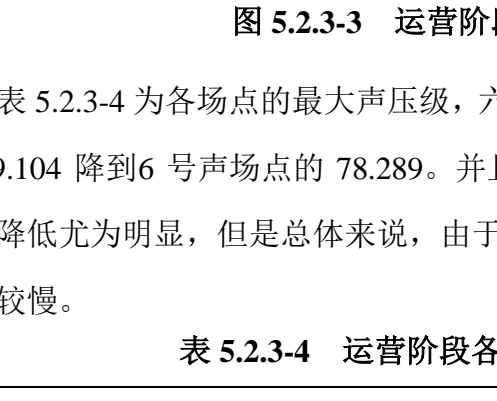 图 5.2.3-3 运营阶
表 5.2.3-4 为各场点的最大声压级，
.104 降到6 号声场点的 78.289。并
降低尤为明显，但是总体来说，由于
较慢。
表 5.2.3-4 运营阶段各